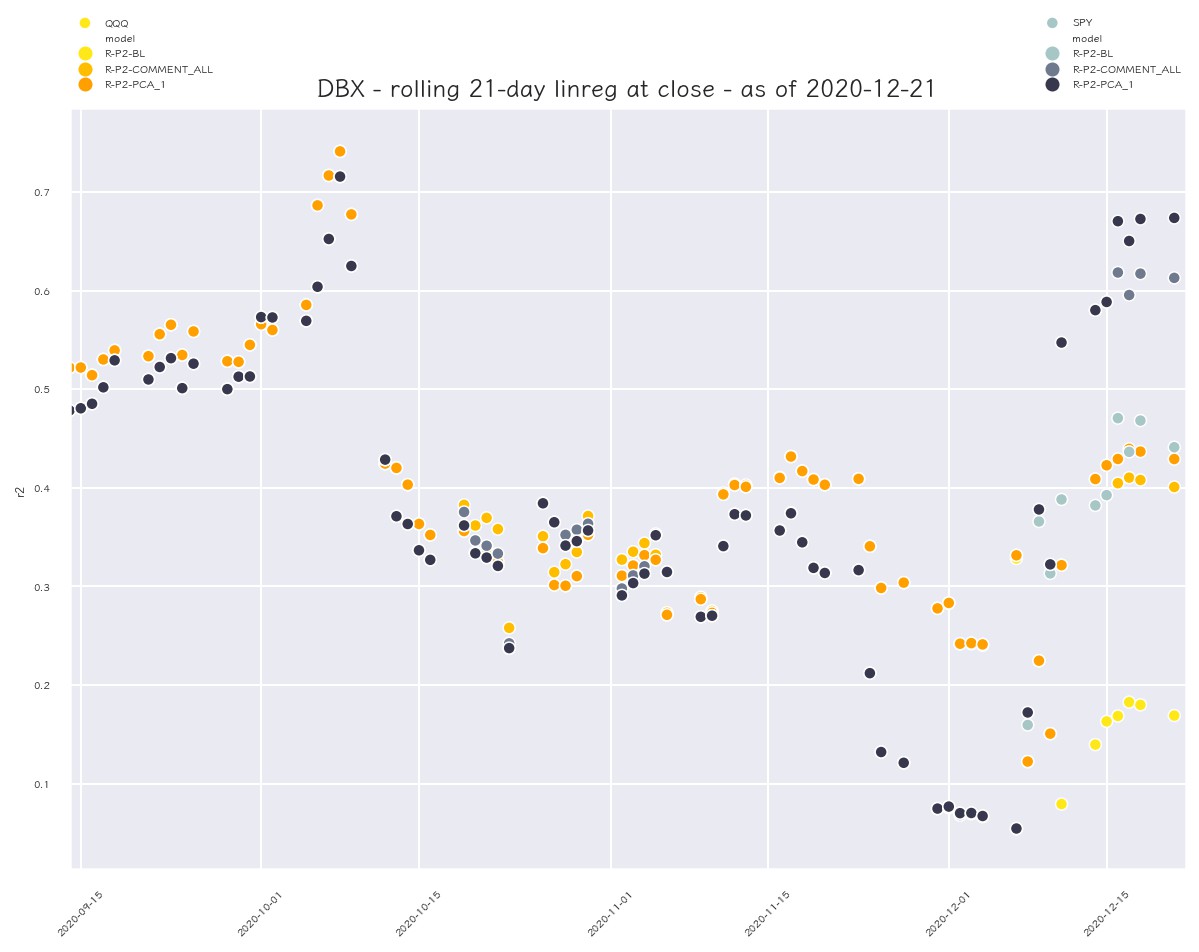 QQQ
model
R-P2-BL
R-P2-COMMENT_ALL
R-P2-PCA_1
SPY
model
R-P2-BL
R-P2-COMMENT_ALL
R-P2-PCA_1
DBX - rolling 21-day linreg at close - as of 2020-12-21
0.7
0.6
0.5
0.4
0.3
0.2
0.1
r2
2020-09-15
2020-10-01
2020-10-15
2020-11-01
2020-11-15
2020-12-01
2020-12-15